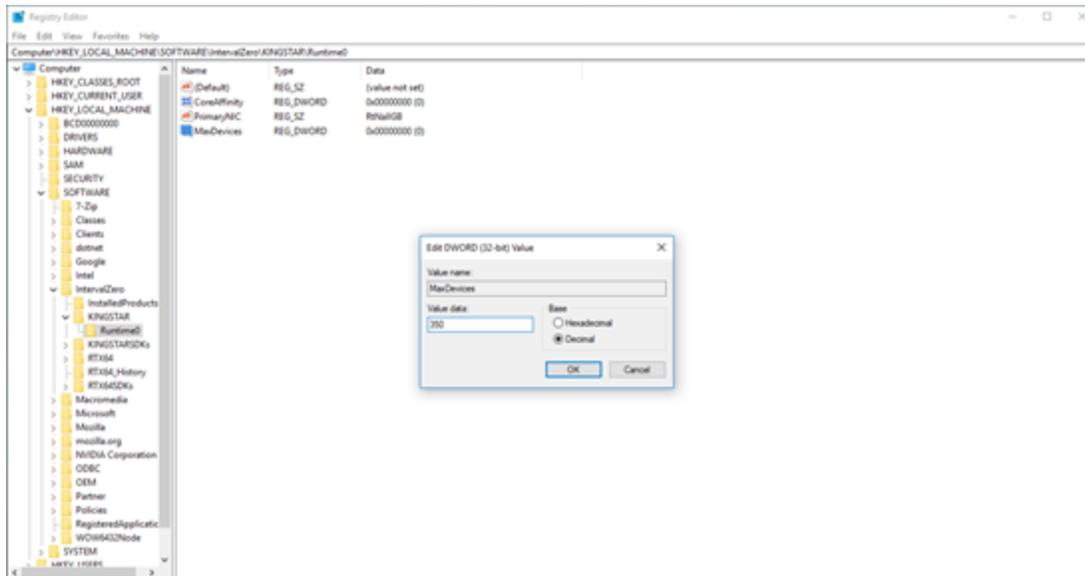 Registry Editor
File Edit View Favorites Help
Computer\HKEY_LOCAL_MACHINE\SOFTWARE\IntervalZero\KINGSTAR\Runtime0
Computer
HKEY_CLASSES_ROOT
HKEY_CURRENT_USER
HKEY_LOCAL_MACHINE
BCD00000000
DRIVERS
HARDWARE
SAM
SECURITY
SOFTWARE
7-Zip
Classes
Clients
dotnet
Google
Intel
IntervalZero
InstalledProducts
KINGSTAR
Runtime0
KINGSTARSDKs
RTX64
RTX64_History
RTX64SDKs
Macromedia
Microsoft
Mozilla
mozilla.org
NVIDIA Corporation
ODBC
OEM
Partner
Policies
RegisteredApplicatic
WOW6432Node
SYSTEM
HKEY_USERS
Name Type Data
(Default) REG_SZ (value not set)
CoreAffinity REG_DWORD 0x00000000 (0)
PrimaryNIC REG_SZ
MaxDevices REG_DWORD 0x00000000 (0)
Edit DWORD (32-bit) Value
Value name:
MaxDevices
Value data: Base
350 Hexadecimal
Decimal
OK Cancel